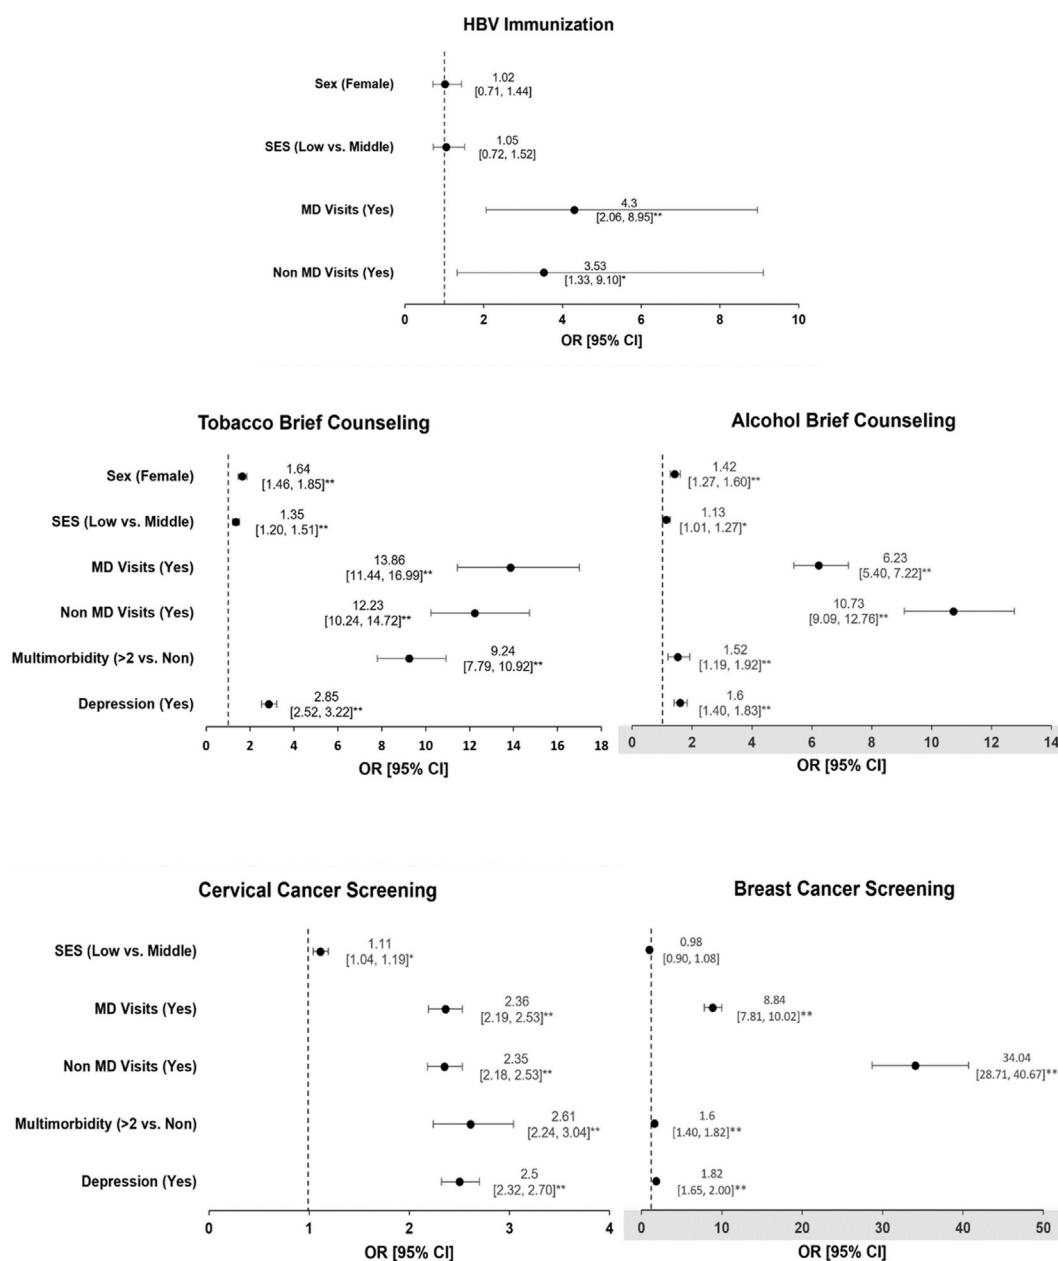 HBV Immunization
Sex (Female)
1.02
[0.71, 1.44]
SES (Low vs. Middle)
1.05
[0.72, 1.52]
MD Visits (Yes)
4.3
[2.06, 8.95]**
Non MD Visits (Yes)
3.53
[1.33, 9.10]*
0 2 4 6 8 10
OR [95% CI]
Tobacco Brief Counseling
Sex (Female)
1.64
[1.46, 1.85]**
SES (Low vs. Middle)
1.35
[1.20, 1.51]**
MD Visits (Yes)
13.86
[11.44, 16.99]**
Non MD Visits (Yes)
12.23
[10.24, 14.72]**
Multimorbidity (>2 vs. Non)
9.24
[7.79, 10.92]**
Depression (Yes)
2.85
[2.52, 3.22]**
0 2 4 6 8 10 12 14 16 18
OR [95% CI]
Alcohol Brief Counseling
1.42
[1.27, 1.60]**
1.13
[1.01, 1.27]*
6.23
[5.40, 7.22]**
10.73
[9.09, 12.76]**
1.52
[1.19, 1.92]**
1.6
[1.40, 1.83]**
0 2 4 6 8 10 12 14
OR [95% CI]
Cervical Cancer Screening
SES (Low vs. Middle)
1.11
[1.04, 1.19]*
MD Visits (Yes)
2.36
[2.19, 2.53]**
Non MD Visits (Yes)
2.35
[2.18, 2.53]**
Multimorbidity (>2 vs. Non)
2.61
[2.24, 3.04]**
Depression (Yes)
2.5
[2.32, 2.70]**
0 1 2 3 4
OR [95% CI]
Breast Cancer Screening
0.98
[0.90, 1.08]
8.84
[7.81, 10.02]**
34.04
[28.71, 40.67]**
1.6
[1.40, 1.82]**
1.82
[1.65, 2.00]**
0 10 20 30 40 50
OR [95% CI]